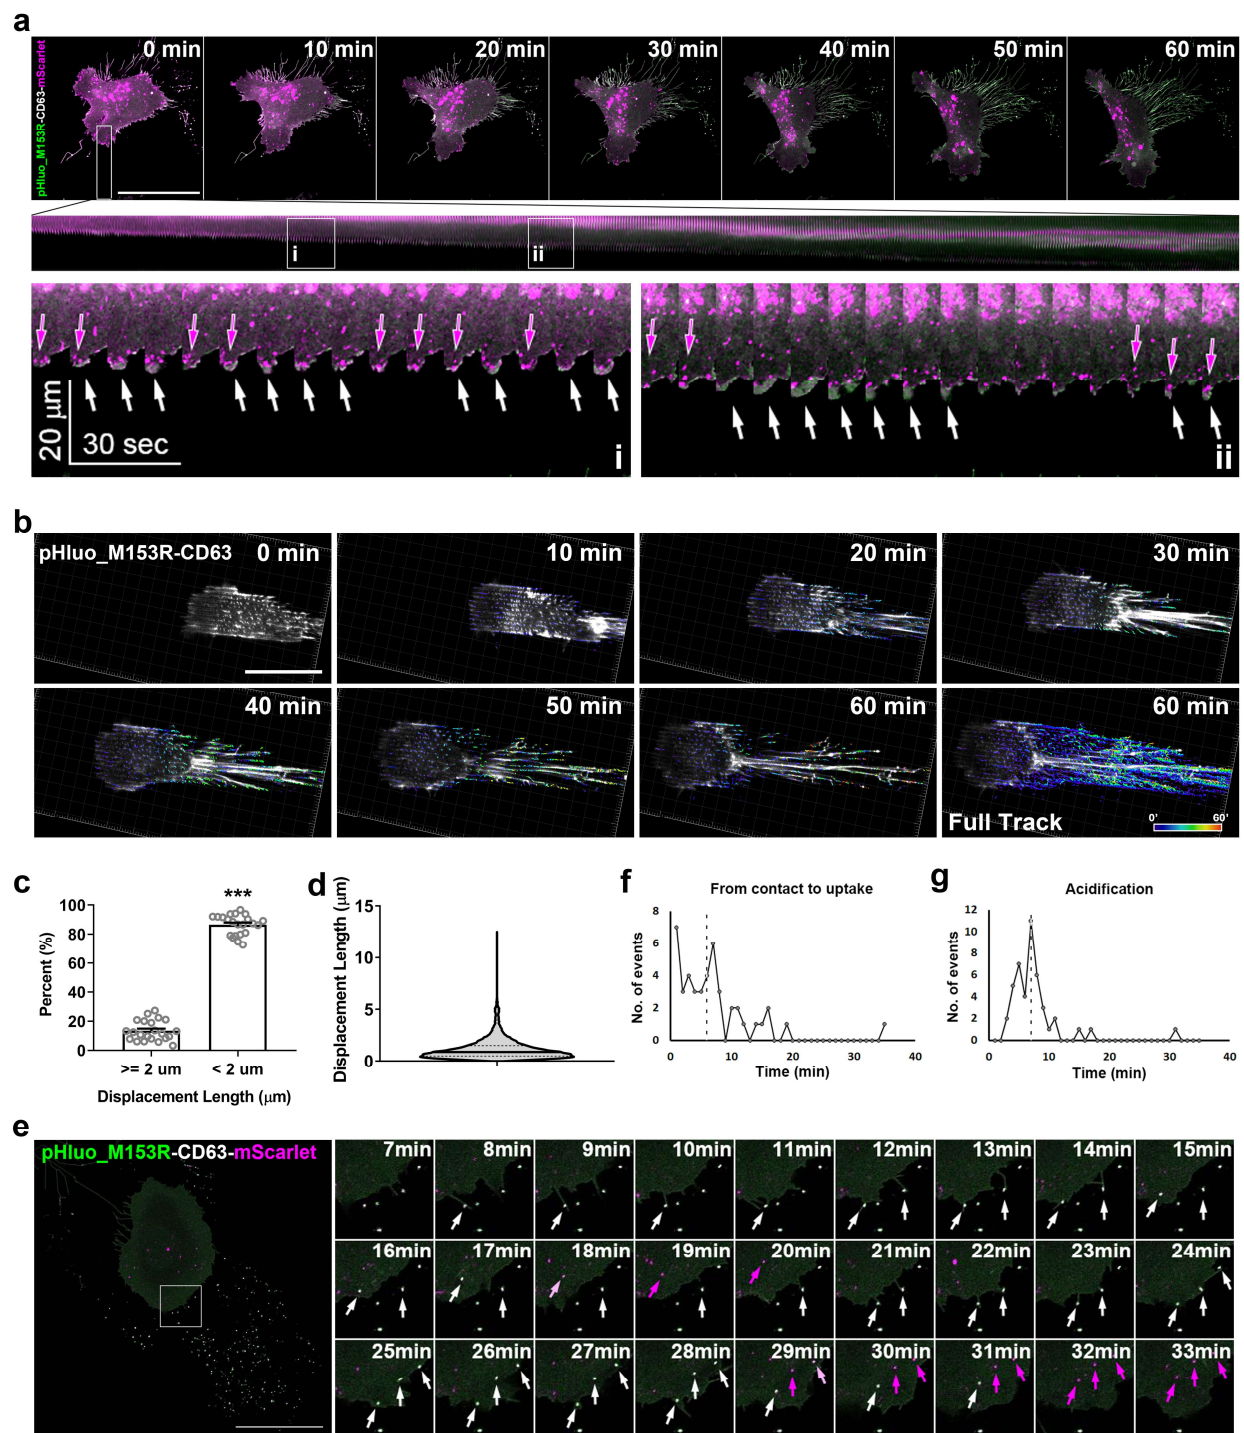 a
pHluo_M153R-CD63-mScarlet
0 min
10 min
20 min
30 min
40 min
50 min
60 min
i
ii
20 µm
30 sec
i
ii
b
pHluo_M153R-CD63
0 min
10 min
20 min
30 min
40 min
50 min
60 min
60 min
Full Track
0'
60'
c
Percent (%)
100
80
60
40
20
0
***
>= 2 um
< 2 um
Displacement Length (µm)
d
Displacement Length (µm)
15
10
5
0
f
From contact to uptake
No. of events
8
6
4
2
0
0
10
20
30
40
Time (min)
g
Acidification
No. of events
12
10
8
6
4
2
0
0
10
20
30
40
Time (min)
e
pHluo_M153R-CD63-mScarlet
7min
8min
9min
10min
11min
12min
13min
14min
15min
16min
17min
18min
19min
20min
21min
22min
23min
24min
25min
26min
27min
28min
29min
30min
31min
32min
33min